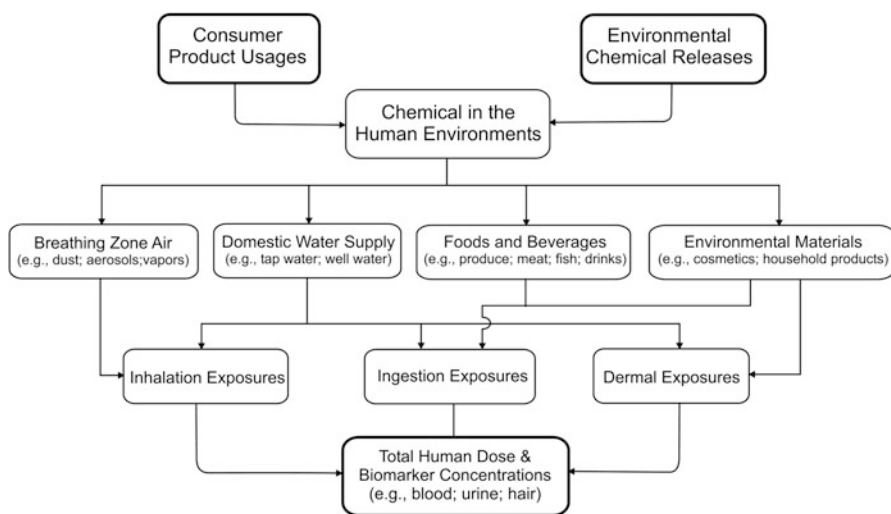 Consumer
Product Usages
Environmental
Chemical Releases
Chemical in the
Human Environments
Breathing Zone Air
(e.g., dust; aerosols;vapors)
Domestic Water Supply
(e.g., tap water; well water)
Foods and Beverages
(e.g., produce; meat; fish; drinks)
Environmental Materials
(e.g., cosmetics; household products)
Inhalation Exposures
Ingestion Exposures
Dermal Exposures
Total Human Dose &
Biomarker Concentrations
(e.g., blood; urine; hair)